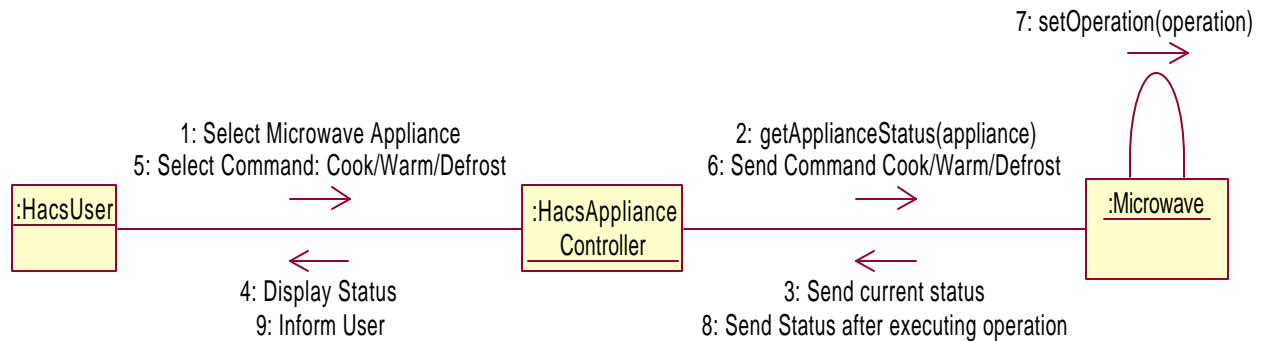 7: setOperation(operation)
1: Select Microwave Appliance
5: Select Command: Cook/Warm/Defrost
2: getApplianceStatus(appliance)
6: Send Command Cook/Warm/Defrost
:HacsUser
:HacsAppliance
Controller
:Microwave
4: Display Status
9: Inform User
3: Send current status
8: Send Status after executing operation